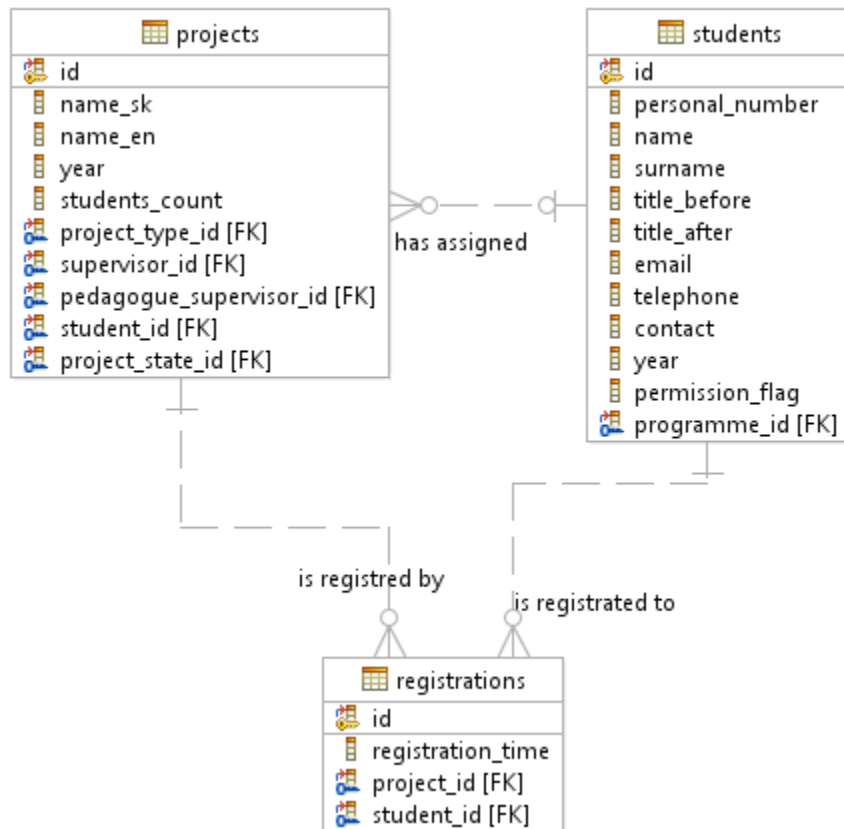 projects
id
name_sk
name_en
year
students_count
project_type_id [FK]
supervisor_id [FK]
pedagogue_supervisor_id [FK]
student_id [FK]
project_state_id [FK]
has assigned
students
id
personal_number
name
surname
title_before
title_after
email
telephone
contact
year
permission_flag
programme_id [FK]
is registred by
is registrated to
registrations
id
registration_time
project_id [FK]
student_id [FK]